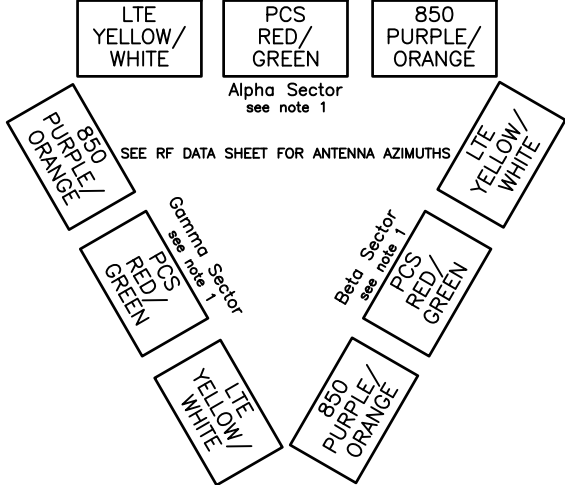 LTE
YELLOW/
WHITE
PCS
RED/
GREEN
850
PURPLE/
ORANGE
Alpha Sector
see note 1
850
PURPLE/
ORANGE
SEE RF DATA SHEET FOR ANTENNA AZIMUTHS
LTE
YELLOW/
WHITE
Gamma Sector
see note 1
Beta Sector
see note 1
PCS
RED/
GREEN
PCS
RED/
GREEN
LTE
YELLOW/
WHITE
850
PURPLE/
ORANGE